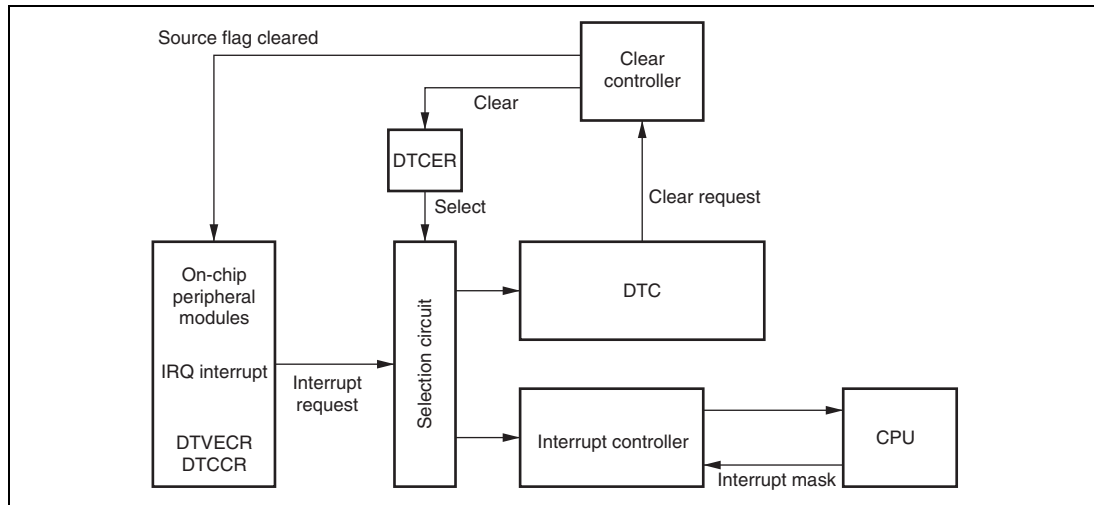 Source flag cleared
Clear
controller
Clear
DTCER
Select
Clear request
On-chip
peripheral
modules
IRQ interrupt
DTVECR
DTCCR
Interrupt
request
Selection circuit
DTC
Interrupt controller
CPU
Interrupt mask